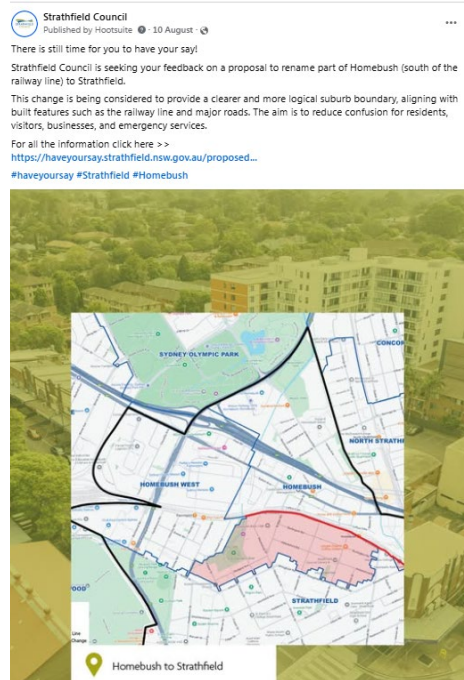 Strathfield Council
Published by Hootsuite · 10 August ·
There is still time for you to have your say!
Strathfield Council is seeking your feedback on a proposal to rename part of Homebush (south of the
railway line) to Strathfield.
This change is being considered to provide a clearer and more logical suburb boundary, aligning with
built features such as the railway line and major roads. The aim is to reduce confusion for residents,
visitors, businesses, and emergency services.
For all the information click here >>
https://haveyoursay.strathfield.nsw.gov.au/proposed...
#haveyoursay #Strathfield #Homebush
SYDNEY OLYMPIC PARK
CONCOR
NORTH STRATHF
HOMEBUSH WEST
HOMEBUSH
STRATHFIELD
OOD
Line
Change
Homebush to Strathfield